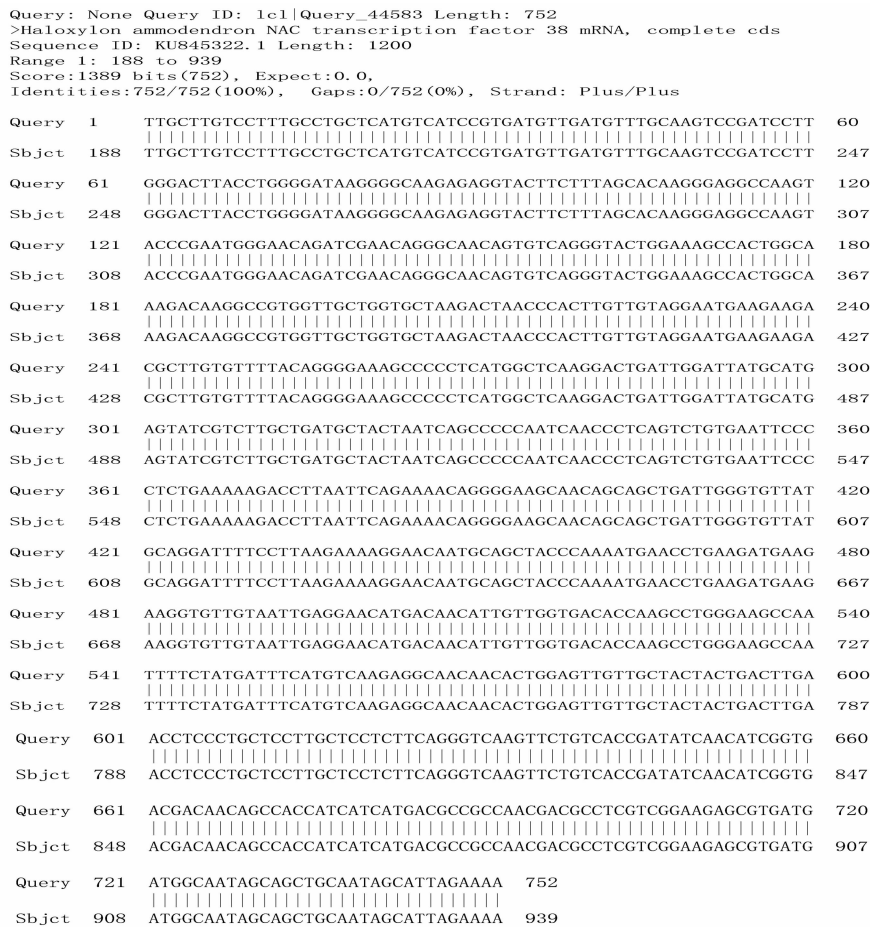 Query: None Query ID: lcl|Query_44583 Length: 752
>Haloxylon ammodendron NAC transcription factor 38 mRNA, complete cds
Sequence ID: KU845322.1 Length: 1200
Range 1: 188 to 939
Score:1389 bits(752), Expect:0.0,
Identities:752/752(100%), Gaps:0/752(0%), Strand: Plus/Plus
Query 1 TTGCTTGTCCTTTGCCTGCTCATGTCATCCGTGATGTTGATGTTTGCAAGTCCGATCCTT 60
||||||||||||||||||||||||||||||||||||||||||||||||||||||||||||
Sbjct 188 TTGCTTGTCCTTTGCCTGCTCATGTCATCCGTGATGTTGATGTTTGCAAGTCCGATCCTT 247
Query 61 GGGACTTACCTGGGGATAAGGGGCAAGAGAGGTACTTCTTTAGCACAAGGGAGGCCAAGT 120
||||||||||||||||||||||||||||||||||||||||||||||||||||||||||||
Sbjct 248 GGGACTTACCTGGGGATAAGGGGCAAGAGAGGTACTTCTTTAGCACAAGGGAGGCCAAGT 307
Query 121 ACCCGAATGGGAACAGATCGAACAGGGCAACAGTGTCAGGGTACTGGAAAGCCACTGGCA 180
||||||||||||||||||||||||||||||||||||||||||||||||||||||||||||
Sbjct 308 ACCCGAATGGGAACAGATCGAACAGGGCAACAGTGTCAGGGTACTGGAAAGCCACTGGCA 367
Query 181 AAGACAAGGCCGTGGTTGCTGGTGCTAAGACTAACCCACTTGTTGTAGGAATGAAGAAGA 240
||||||||||||||||||||||||||||||||||||||||||||||||||||||||||||
Sbjct 368 AAGACAAGGCCGTGGTTGCTGGTGCTAAGACTAACCCACTTGTTGTAGGAATGAAGAAGA 427
Query 241 CGCTTGTGTTTTACAGGGGAAAGCCCCCTCATGGCTCAAGGACTGATTGGATTATGCATG 300
||||||||||||||||||||||||||||||||||||||||||||||||||||||||||||
Sbjct 428 CGCTTGTGTTTTACAGGGGAAAGCCCCCTCATGGCTCAAGGACTGATTGGATTATGCATG 487
Query 301 AGTATCGTCTTGCTGATGCTACTAATCAGCCCCCAATCAACCCTCAGTCTGTGAATTCCC 360
||||||||||||||||||||||||||||||||||||||||||||||||||||||||||||
Sbjct 488 AGTATCGTCTTGCTGATGCTACTAATCAGCCCCCAATCAACCCTCAGTCTGTGAATTCCC 547
Query 361 CTCTGAAAAAGACCTTAATTCAGAAAACAGGGGAAGCAACAGCAGCTGATTGGGTGTTAT 420
||||||||||||||||||||||||||||||||||||||||||||||||||||||||||||
Sbjct 548 CTCTGAAAAAGACCTTAATTCAGAAAACAGGGGAAGCAACAGCAGCTGATTGGGTGTTAT 607
Query 421 GCAGGATTTTCCTTAAGAAAAGGAACAATGCAGCTACCCAAAATGAACCTGAAGATGAAG 480
||||||||||||||||||||||||||||||||||||||||||||||||||||||||||||
Sbjct 608 GCAGGATTTTCCTTAAGAAAAGGAACAATGCAGCTACCCAAAATGAACCTGAAGATGAAG 667
Query 481 AAGGTGTTGTAATTGAGGAACATGACAACATTGTTGGTGACACCAAGCCTGGGAAGCCAA 540
||||||||||||||||||||||||||||||||||||||||||||||||||||||||||||
Sbjct 668 AAGGTGTTGTAATTGAGGAACATGACAACATTGTTGGTGACACCAAGCCTGGGAAGCCAA 727
Query 541 TTTTCTATGATTTCATGTCAAGAGGCAACAACACTGGAGTTGTTGCTACTACTGACTTGA 600
||||||||||||||||||||||||||||||||||||||||||||||||||||||||||||
Sbjct 728 TTTTCTATGATTTCATGTCAAGAGGCAACAACACTGGAGTTGTTGCTACTACTGACTTGA 787
Query 601 ACCTCCCTGCTCCTTGCTCCTCTTCAGGGTCAAGTTCTGTCACCGATATCAACATCGGTG 660
||||||||||||||||||||||||||||||||||||||||||||||||||||||||||||
Sbjct 788 ACCTCCCTGCTCCTTGCTCCTCTTCAGGGTCAAGTTCTGTCACCGATATCAACATCGGTG 847
Query 661 ACGACAACAGCCACCATCATCATGACGCCGCCAACGACGCCTCGTCGGAAGAGCGTGATG 720
||||||||||||||||||||||||||||||||||||||||||||||||||||||||||||
Sbjct 848 ACGACAACAGCCACCATCATCATGACGCCGCCAACGACGCCTCGTCGGAAGAGCGTGATG 907
Query 721 ATGGCAATAGCAGCTGCAATAGCATTAGAAAA 752
||||||||||||||||||||||||||||||||
Sbjct 908 ATGGCAATAGCAGCTGCAATAGCATTAGAAAA 939